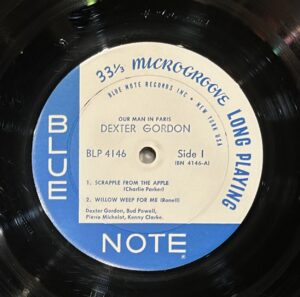 33⅓ MICROGROOVE LONG PLAYING
BLUE NOTE RECORDS INC • NEW YORK USA
OUR MAN IN PARIS
DEXTER GORDON
BLP 4146 Side 1
(BN 4146-A)
1. SCRAPPLE FROM THE APPLE
(Charlie Parker)
2. WILLOW WEEP FOR ME (Ronell)
Dexter Gordon, Bud Powell,
Pierre Michelot, Kenny Clarke.
BLUE
NOTE